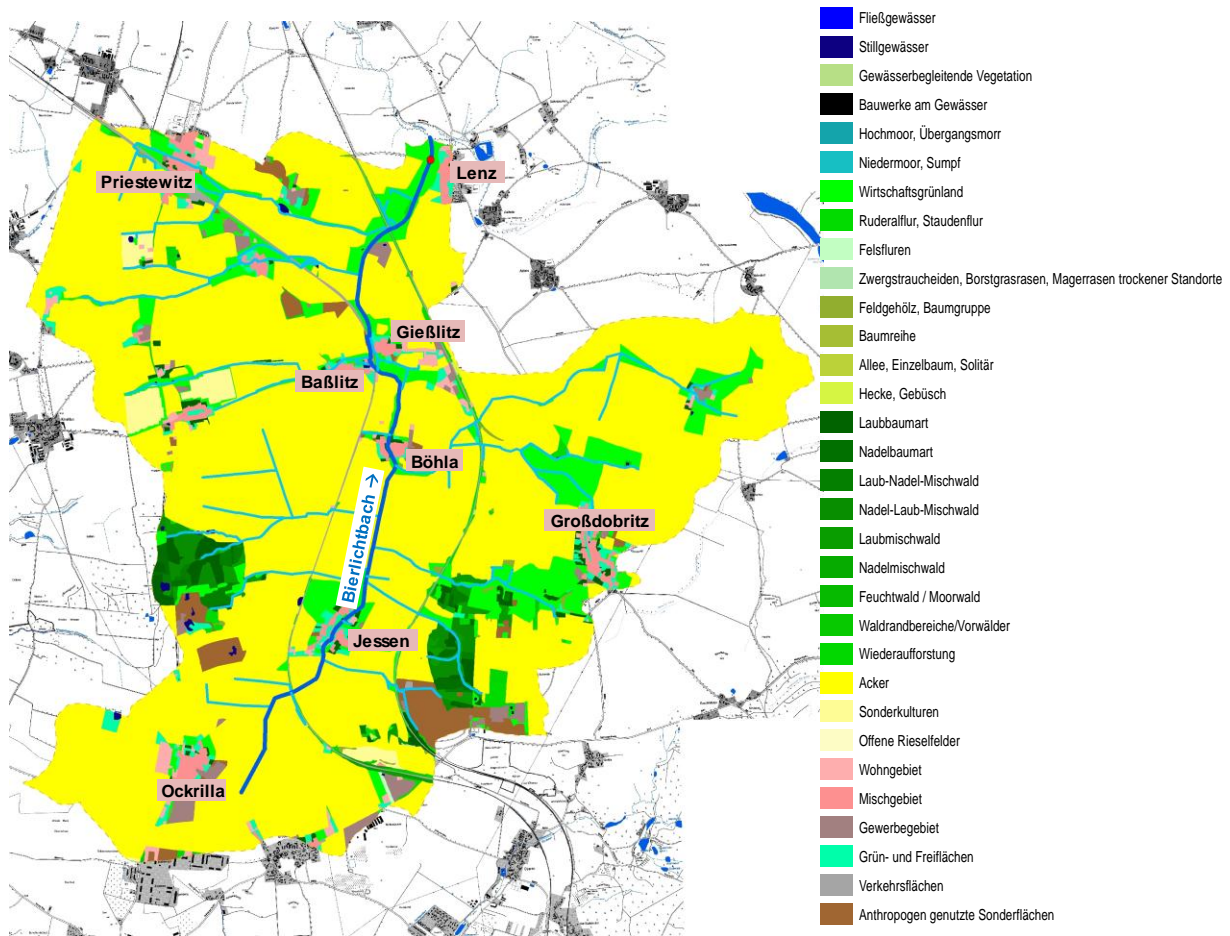 Priestewitz
Lenz
Gießlitz
Baßlitz
Böhla
Großdobritz
Bierlichtbach →
Jessen
Ockrilla
Fließgewässer
Stillgewässer
Gewässerbegleitende Vegetation
Bauwerke am Gewässer
Hochmoor, Übergangsmorr
Niedermoor, Sumpf
Wirtschaftsgrünland
Ruderalflur, Staudenflur
Felsfluren
Zwergstraucheiden, Borstgrasrasen, Magerrasen trockener Standorte
Feldgehölz, Baumgruppe
Baumreihe
Allee, Einzelbaum, Solitär
Hecke, Gebüsch
Laubbaumart
Nadelbaumart
Laub-Nadel-Mischwald
Nadel-Laub-Mischwald
Laubmischwald
Nadelmischwald
Feuchtwald / Moorwald
Waldrandbereiche/Vorwälder
Wiederaufforstung
Acker
Sonderkulturen
Offene Rieselfelder
Wohngebiet
Mischgebiet
Gewerbegebiet
Grün- und Freiflächen
Verkehrsflächen
Anthropogen genutzte Sonderflächen